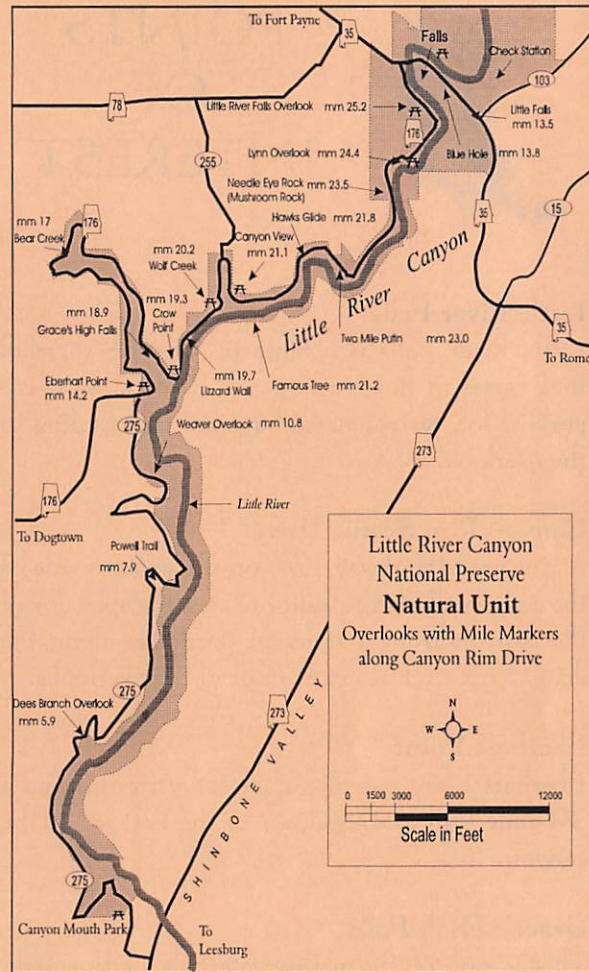 To Fort Payne
35
Falls
Check Station
103
78
Little River Falls Overlook mm 25.2
Little Falls
mm 13.5
176
Blue Hole mm 13.8
Lynn Overlook mm 24.4
255
Needle Eye Rock mm 23.5
(Mushroom Rock)
15
mm 17
Bear Creek
176
Hawks Glide mm 21.8
35
mm 20.2
Wolf Creek
Canyon View
mm 21.1
Little River Canyon
mm 18.9
Grace's High Falls
mm 19.3
Crow
Point
Two Mile Putin mm 23.0
35
To Rome
mm 19.7
Lizzard Wall
Famous Tree mm 21.2
Eberhart Point
mm 14.2
275
Weaver Overlook mm 10.8
273
176
To Dogtown
Little River
Powell Trail
mm 7.9
Little River Canyon
National Preserve
Natural Unit
Overlooks with Mile Markers
along Canyon Rim Drive
N
W E
S
0 1500 3000 6000 12000
Scale in Feet
275
Dees Branch Overlook
mm 5.9
273
SHINBONE VALLEY
275
Canyon Mouth Park
To
Leesburg